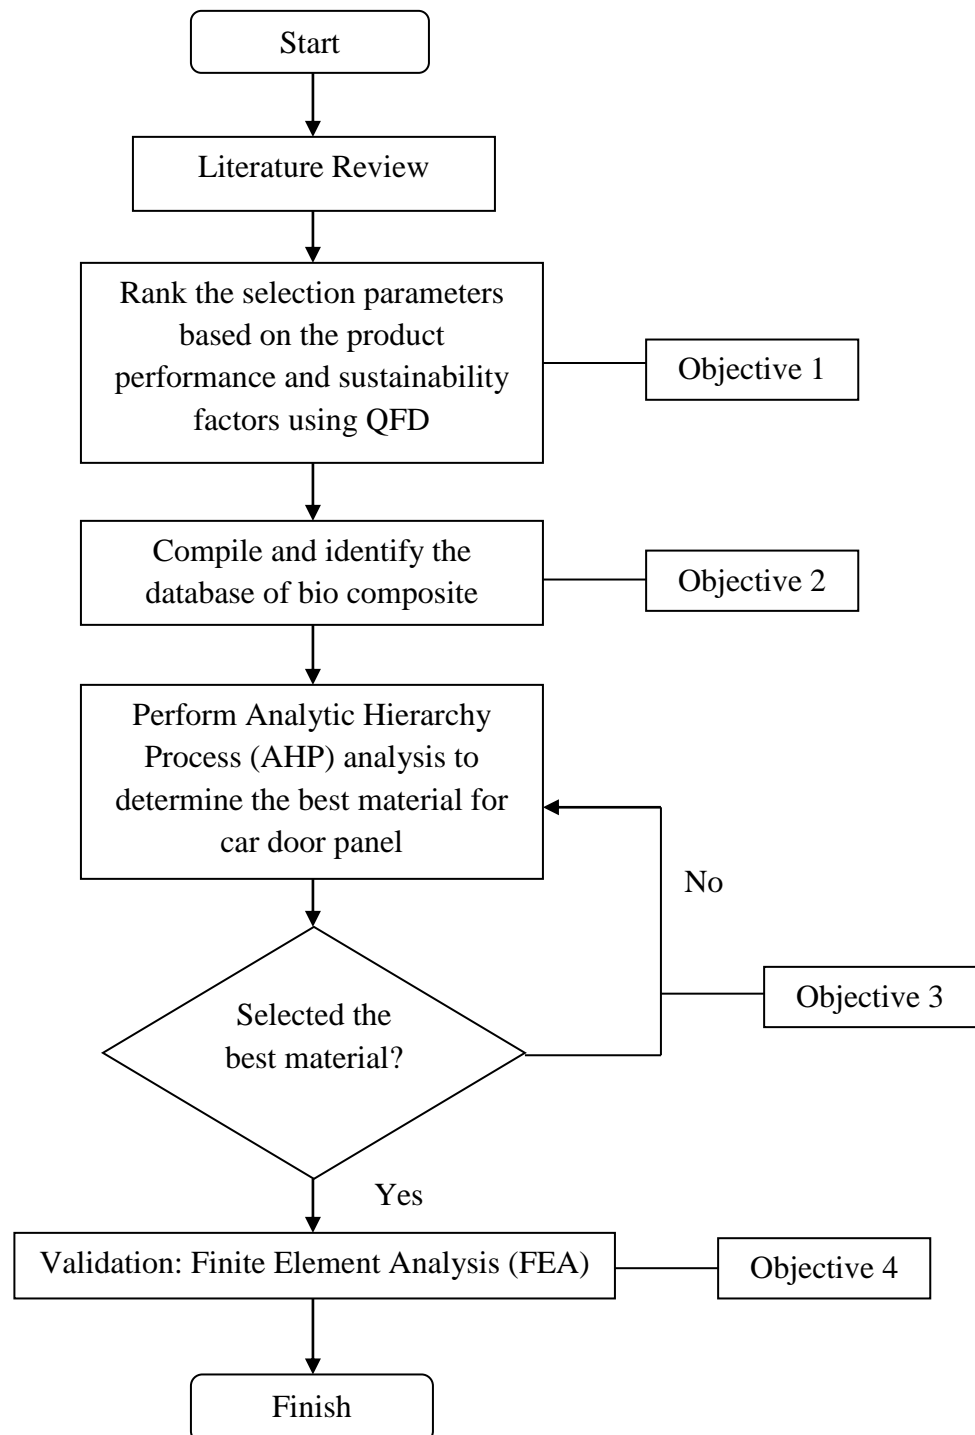 Start
Literature Review
Rank the selection parameters
based on the product
performance and sustainability
factors using QFD
Objective 1
Compile and identify the
database of bio composite
Objective 2
Perform Analytic Hierarchy
Process (AHP) analysis to
determine the best material for
car door panel
No
Selected the
best material?
Objective 3
Yes
Validation: Finite Element Analysis (FEA)
Objective 4
Finish